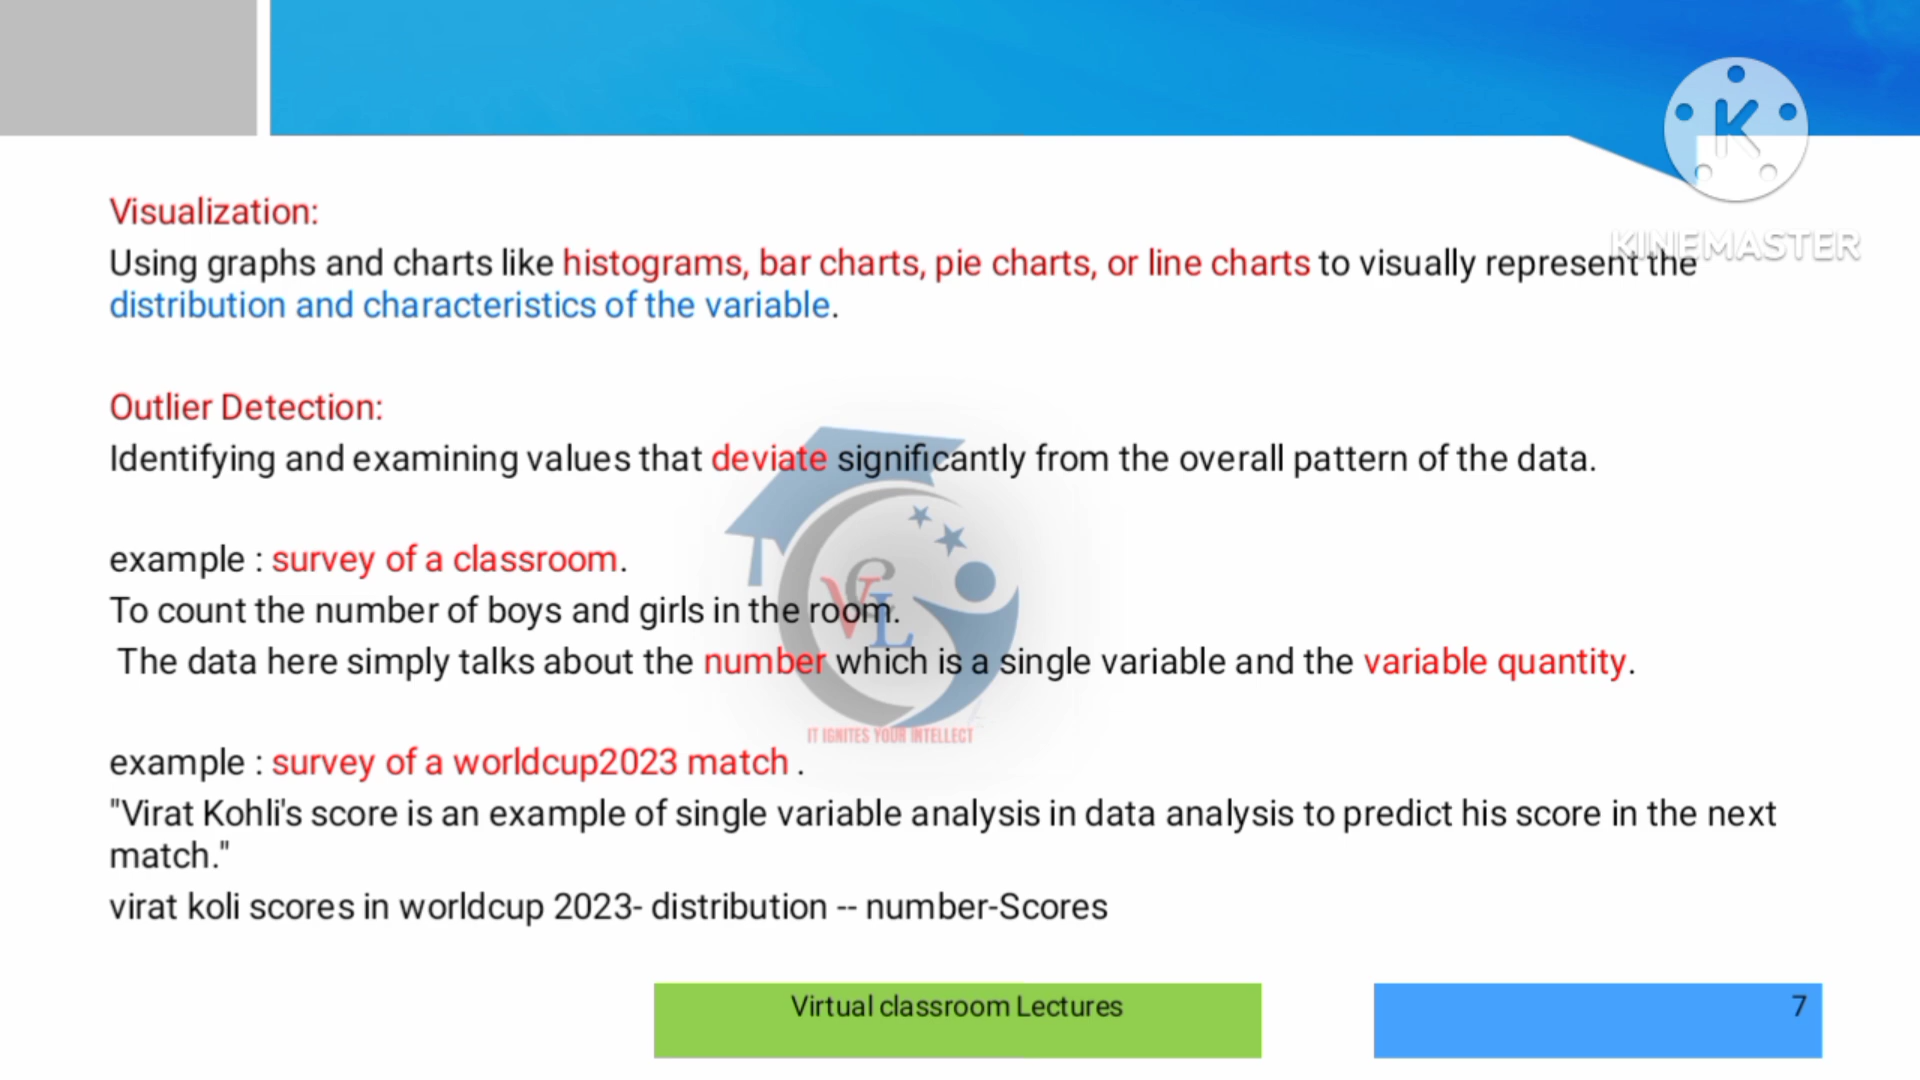 K
KINEMASTER
Visualization:
Using graphs and charts like histograms, bar charts, pie charts, or line charts to visually represent the
distribution and characteristics of the variable.
Outlier Detection:
Identifying and examining values that deviate significantly from the overall pattern of the data.
example : survey of a classroom.
To count the number of boys and girls in the room.
The data here simply talks about the number which is a single variable and the variable quantity.
VCL
IT IGNITES YOUR INTELLECT
example : survey of a worldcup2023 match .
"Virat Kohli's score is an example of single variable analysis in data analysis to predict his score in the next
match."
virat koli scores in worldcup 2023- distribution -- number-Scores
Virtual classroom Lectures
7